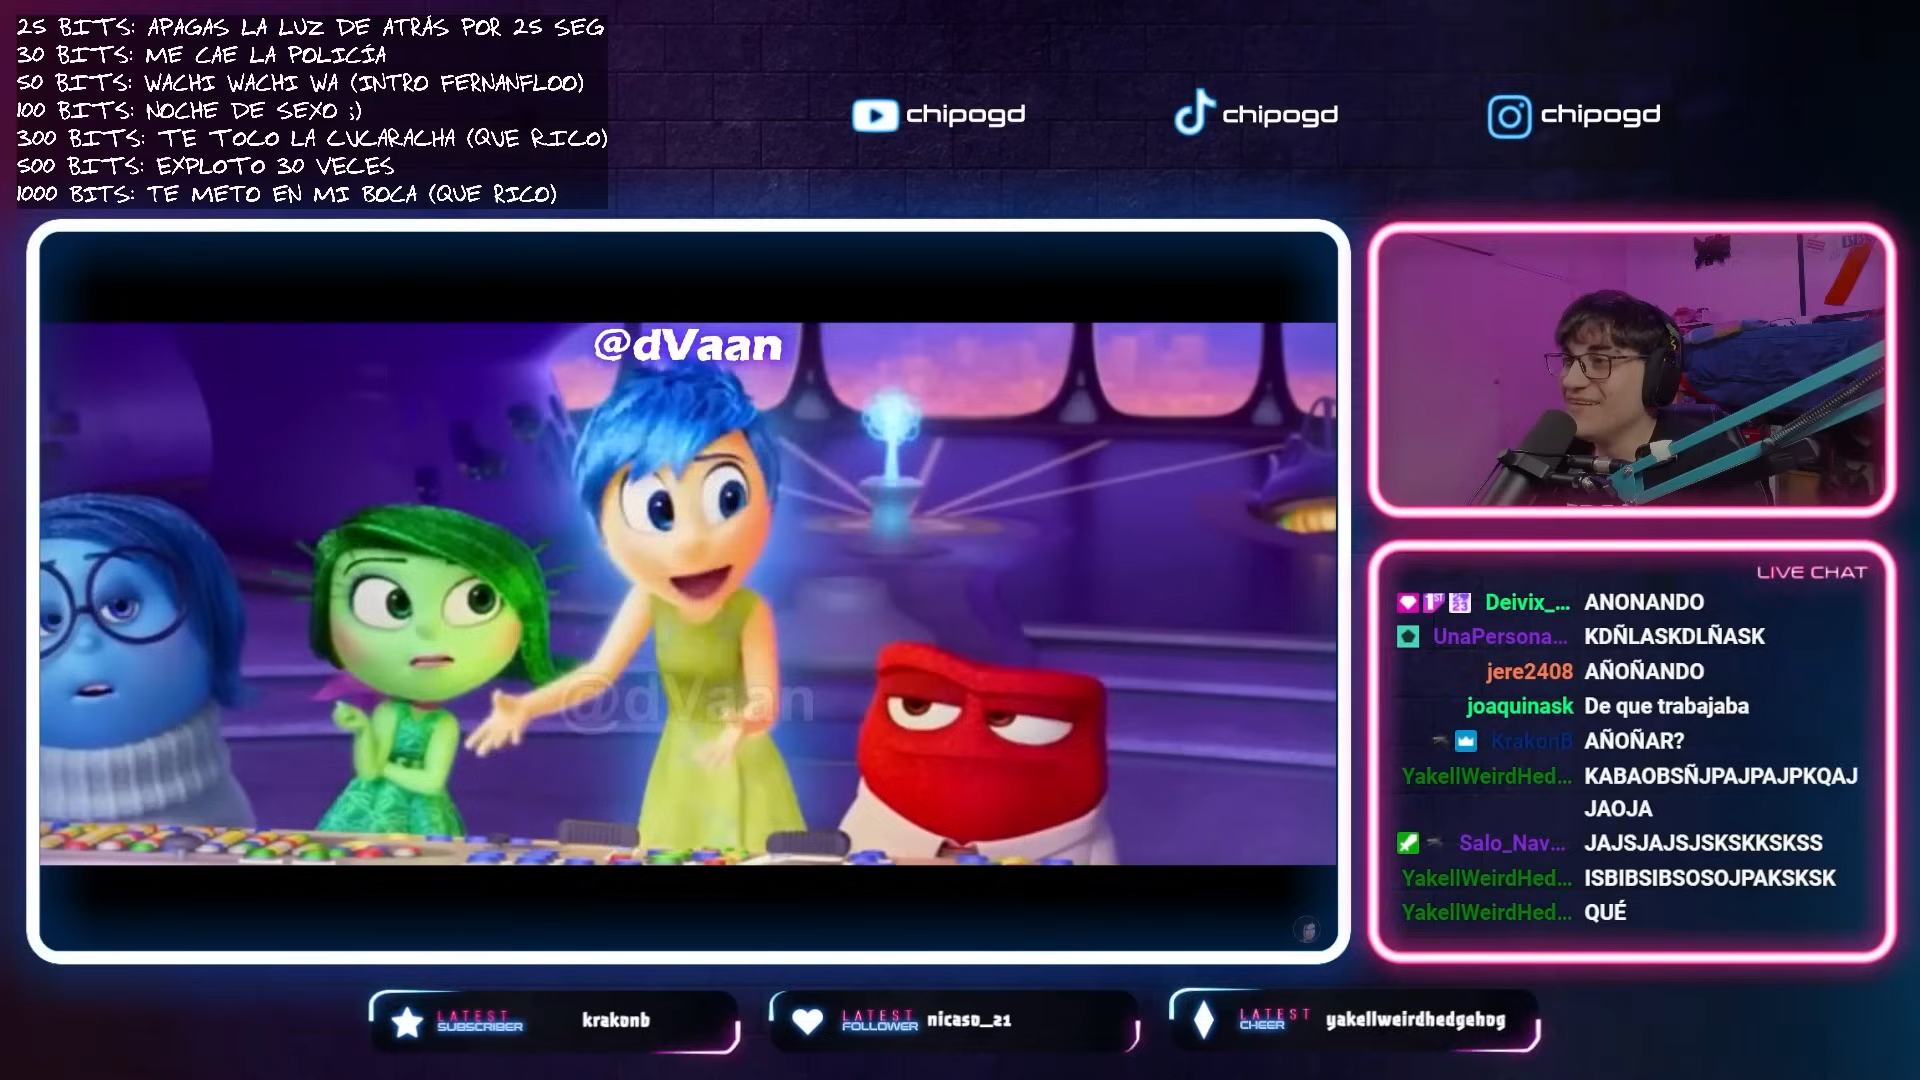 25 BITS: APAGAS LA LUZ DE ATRÁS POR 25 SEG
30 BITS: ME CAE LA POLICÍA
50 BITS: WACHI WACHI WA (INTRO FERNANFLOO)
100 BITS: NOCHE DE SEXO ;)
300 BITS: TE TOCO LA CUCARACHA (QUE RICO)
500 BITS: EXPLOTO 30 VECES
1000 BITS: TE METO EN MI BOCA (QUE RICO)
chipogd
chipogd
chipogd
@dVaan
@dVaan
LIVE CHAT
1ST 23 Deivix_... ANONANDO
UnaPersona... KDÑLASKDLÑASK
jere2408 AÑOÑANDO
joaquinask De que trabajaba
KrakonB AÑOÑAR?
YakellWeirdHed... KABAOBSÑJPAJPAJPKQAJ
JAOJA
Salo_Nav... JAJSJAJSJSKSKKSKSS
YakellWeirdHed... ISBIBSIBSOSOJPAKSKSK
YakellWeirdHed... QUÉ
LATEST SUBSCRIBER krakonb
LATEST FOLLOWER nicaso_21
LATEST CHEER yakellweirdhedgehog